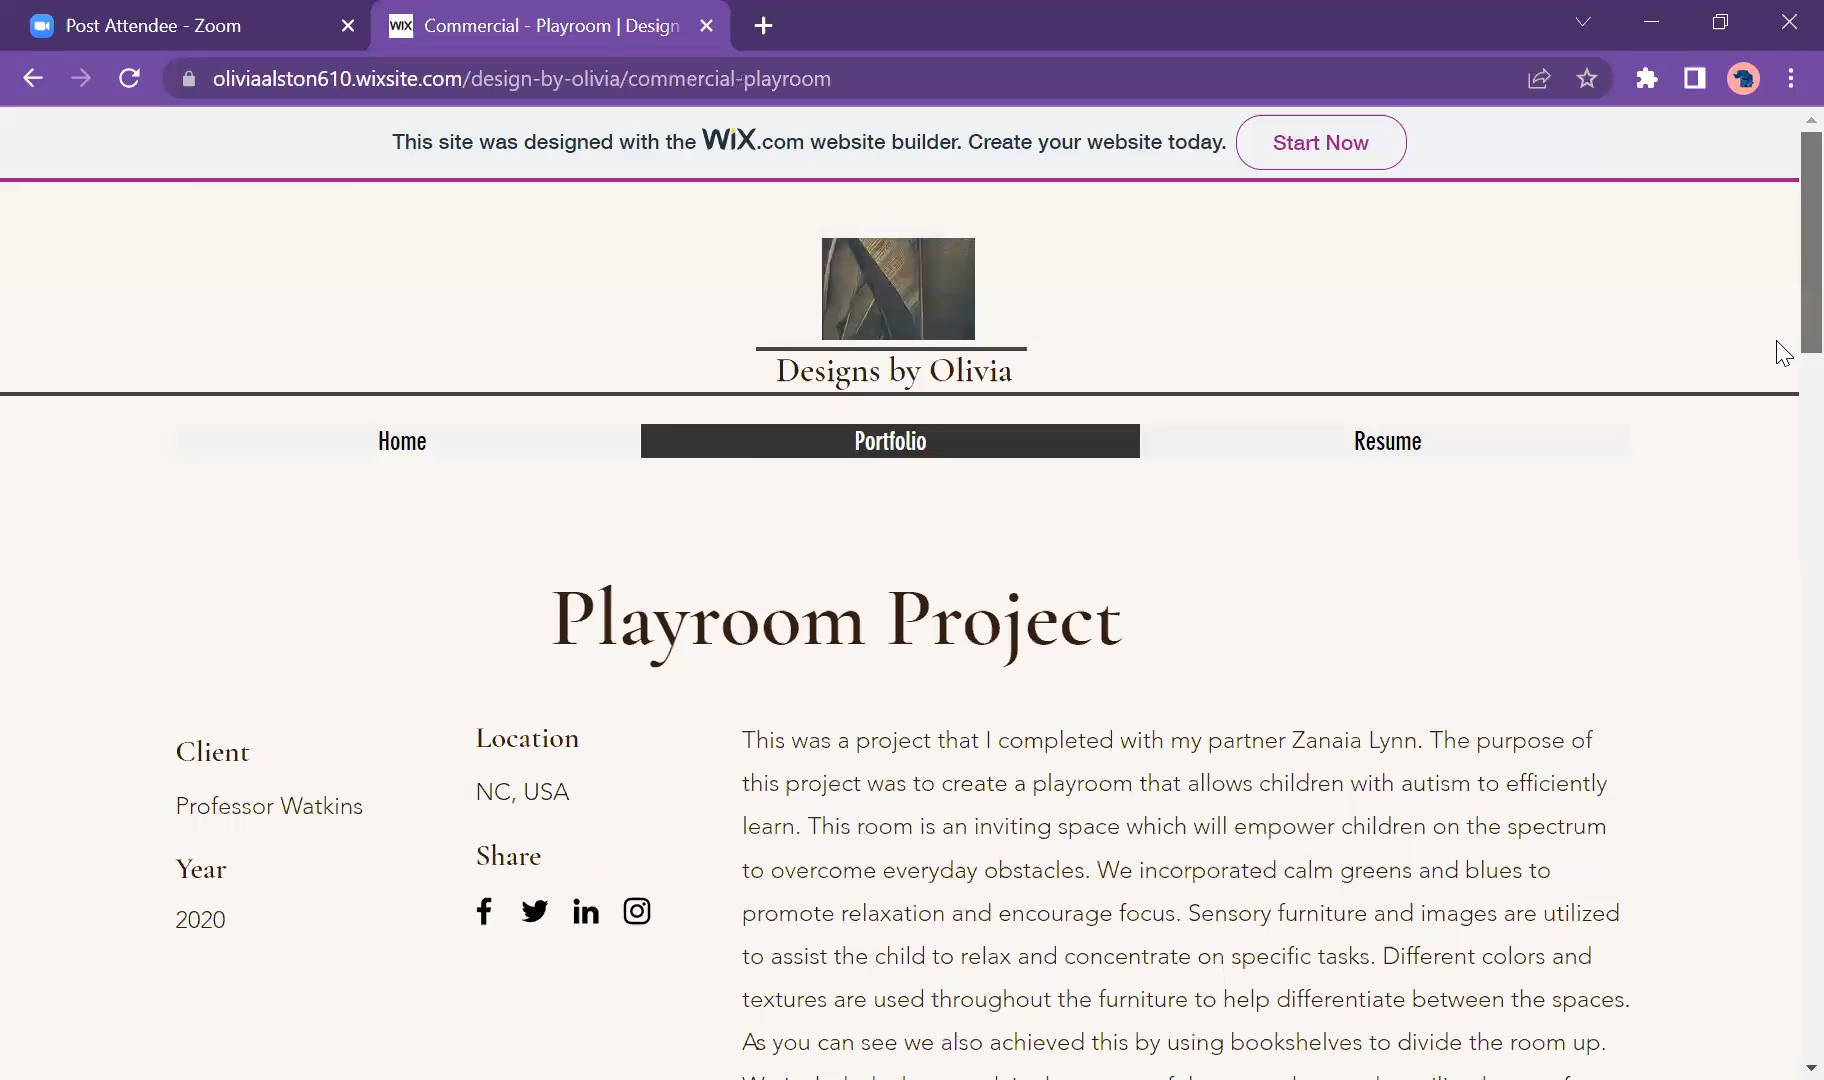 Post Attendee - Zoom
WiX
Commercial - Playroom | Design
oliviaalston610.wixsite.com/design-by-olivia/commercial-playroom
This site was designed with the WiX.com website builder. Create your website today.
Start Now
Designs by Olivia
Home
Portfolio
Resume
Playroom Project
Client
Professor Watkins
Year
2020
Location
NC, USA
Share
This was a project that I completed with my partner Zanaia Lynn. The purpose of
this project was to create a playroom that allows children with autism to efficiently
learn. This room is an inviting space which will empower children on the spectrum
to overcome everyday obstacles. We incorporated calm greens and blues to
promote relaxation and encourage focus. Sensory furniture and images are utilized
to assist the child to relax and concentrate on specific tasks. Different colors and
textures are used throughout the furniture to help differentiate between the spaces.
As you can see we also achieved this by using bookshelves to divide the room up.